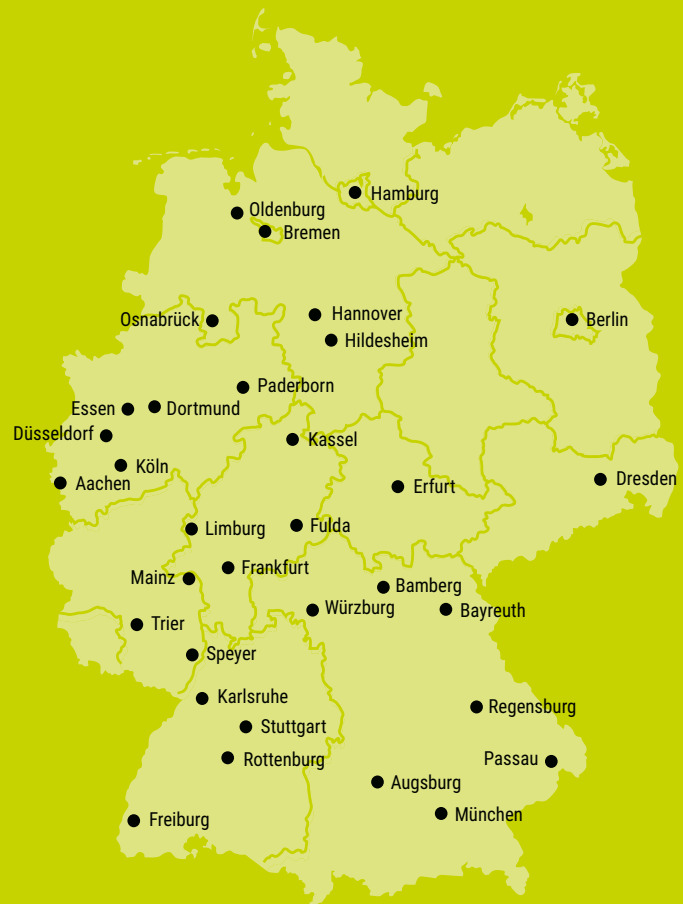 Hamburg
Oldenburg
Bremen
Hannover
Osnabrück
Berlin
Hildesheim
Paderborn
Essen
Dortmund
Düsseldorf
Kassel
Köln
Aachen
Erfurt
Dresden
Limburg
Fulda
Frankfurt
Mainz
Bamberg
Würzburg
Bayreuth
Trier
Speyer
Karlsruhe
Regensburg
Stuttgart
Rottenburg
Passau
Augsburg
München
Freiburg